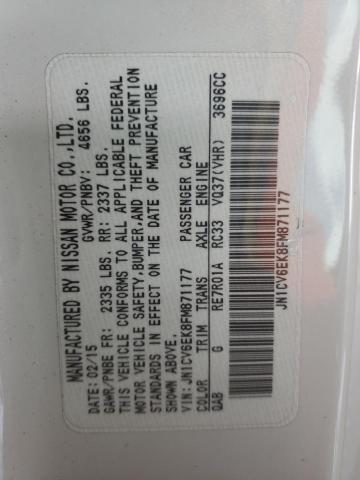 MANUFACTURED BY NISSAN MOTOR CO.,LTD.
DATE: 02/15 GVWR/PNBV: 4656 LBS.
GAWR/PNBE FR: 2335 LBS. RR: 2337 LBS.
THIS VEHICLE CONFORMS TO ALL APPLICABLE FEDERAL
MOTOR VEHICLE SAFETY,BUMPER,AND THEFT PREVENTION
STANDARDS IN EFFECT ON THE DATE OF MANUFACTURE
SHOWN ABOVE.
VIN: JN1CV6EK8FM871177 PASSENGER CAR
COLOR TRIM TRANS AXLE ENGINE
QAB G RE7R01A RC33 VQ37(VHR) 3696CC
JN1CV6EK8FM871177